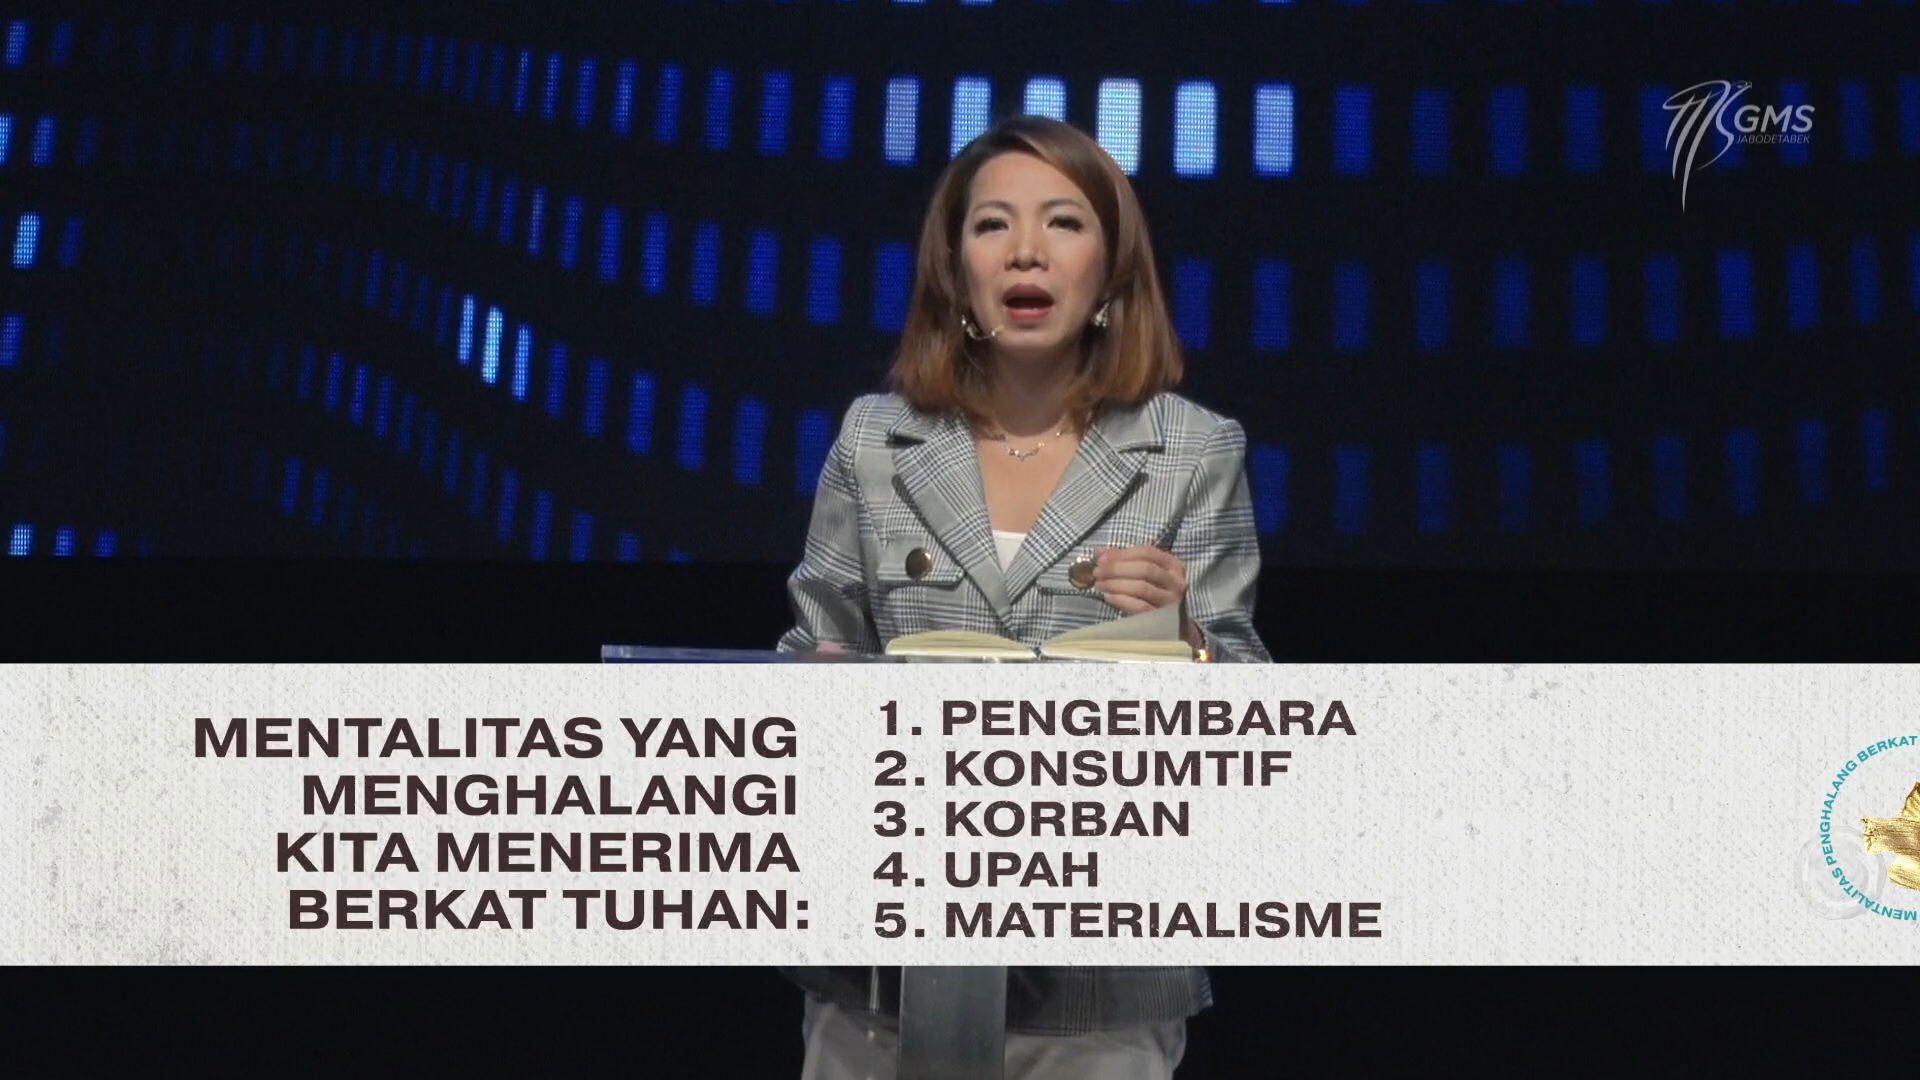 GMS
JABODETABEK
MENTALITAS YANG
MENGHALANGI
KITA MENERIMA
BERKAT TUHAN:
1. PENGEMBARA
2. KONSUMTIF
3. KORBAN
4. UPAH
5. MATERIALISME
MENTALITAS PENGHALANG BERKAT